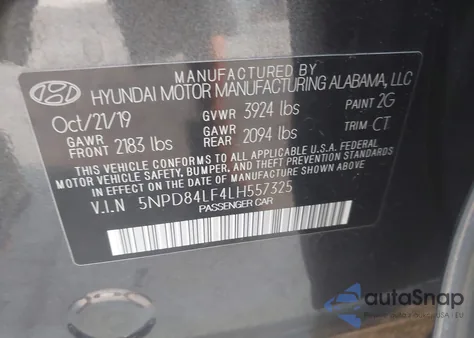 MANUFACTURED BY
HYUNDAI MOTOR MANUFACTURING ALABAMA, LLC
Oct/21/19 GVWR 3924 lbs PAINT 2G
GAWR FRONT 2183 lbs GAWR REAR 2094 lbs TRIM CT
THIS VEHICLE CONFORMS TO ALL APPLICABLE U.S.A. FEDERAL
MOTOR VEHICLE SAFETY, BUMPER, AND THEFT PREVENTION STANDARDS
IN EFFECT ON THE DATE OF MANUFACTURE SHOWN ABOVE.
V.I.N 5NPD84LF4LH557325
PASSENGER CAR
autoSnap